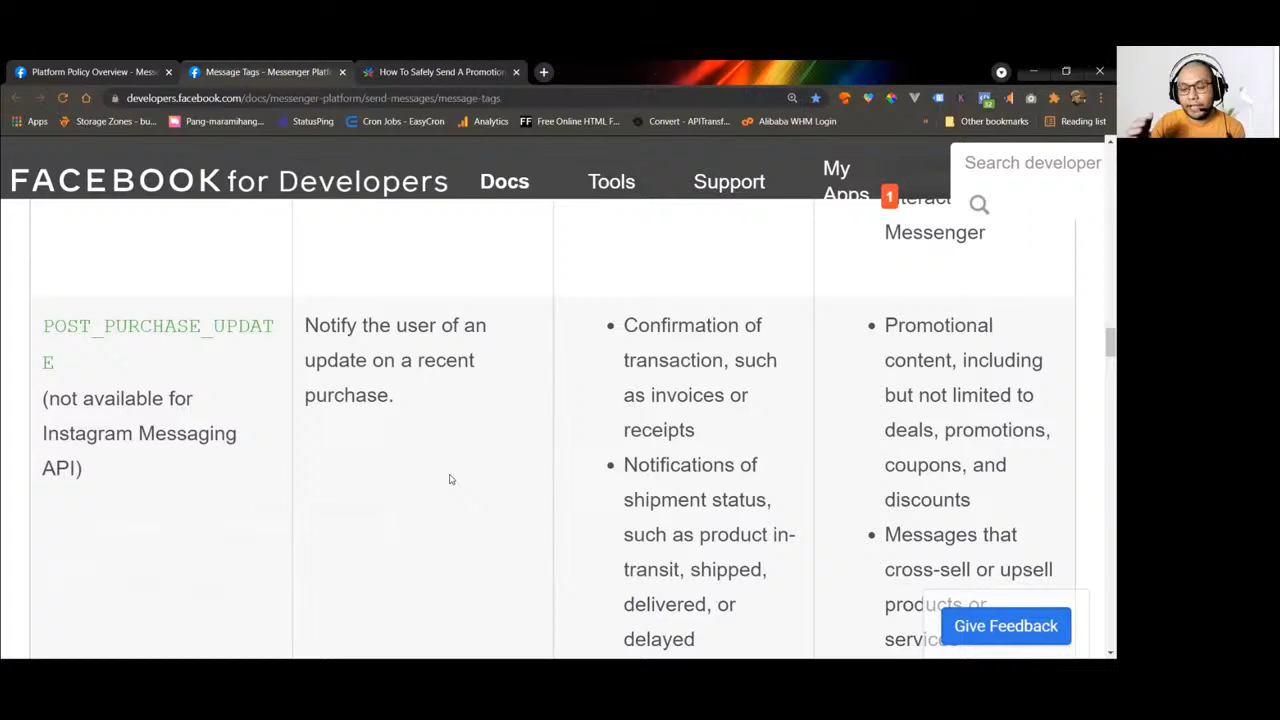 Platform Policy Overview - Mess
Message Tags - Messenger Platf
How To Safely Send A Promotion
developers.facebook.com/docs/messenger-platform/send-messages/message-tags
Apps
Storage Zones - bu...
Pang-maramihang...
StatusPing
Cron Jobs - EasyCron
Analytics
FF Free Online HTML F...
Convert - APITransf...
Alibaba WHM Login
»
Other bookmarks
Reading list
FACEBOOK for Developers
Docs
Tools
Support
My
Apps
1
Search developer
Messenger
POST_PURCHASE_UPDAT
E
(not available for
Instagram Messaging
API)
Notify the user of an
update on a recent
purchase.
• Confirmation of
transaction, such
as invoices or
receipts
• Notifications of
shipment status,
such as product in-
transit, shipped,
delivered, or
delayed
• Promotional
content, including
but not limited to
deals, promotions,
coupons, and
discounts
• Messages that
cross-sell or upsell
products or
Give Feedback